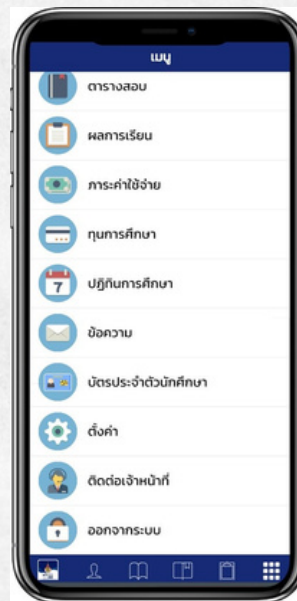 เมนู
ตารางสอบ
ผลการเรียน
ภาระค่าใช้จ่าย
ทุนการศึกษา
7
ปฏิทินการศึกษา
ข้อความ
บัตรประจำตัวนักศึกษา
ตั้งค่า
ติดต่อเจ้าหน้าที่
ออกจากระบบ